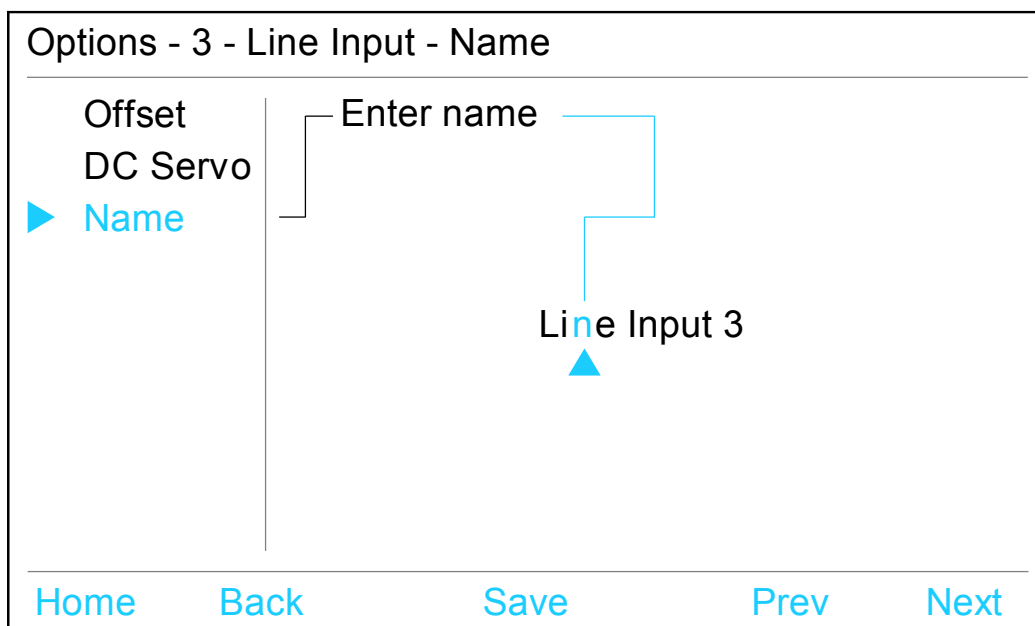 Options - 3 - Line Input - Name
Offset
DC Servo
Name
Enter name
Line Input 3
Home Back Save Prev Next